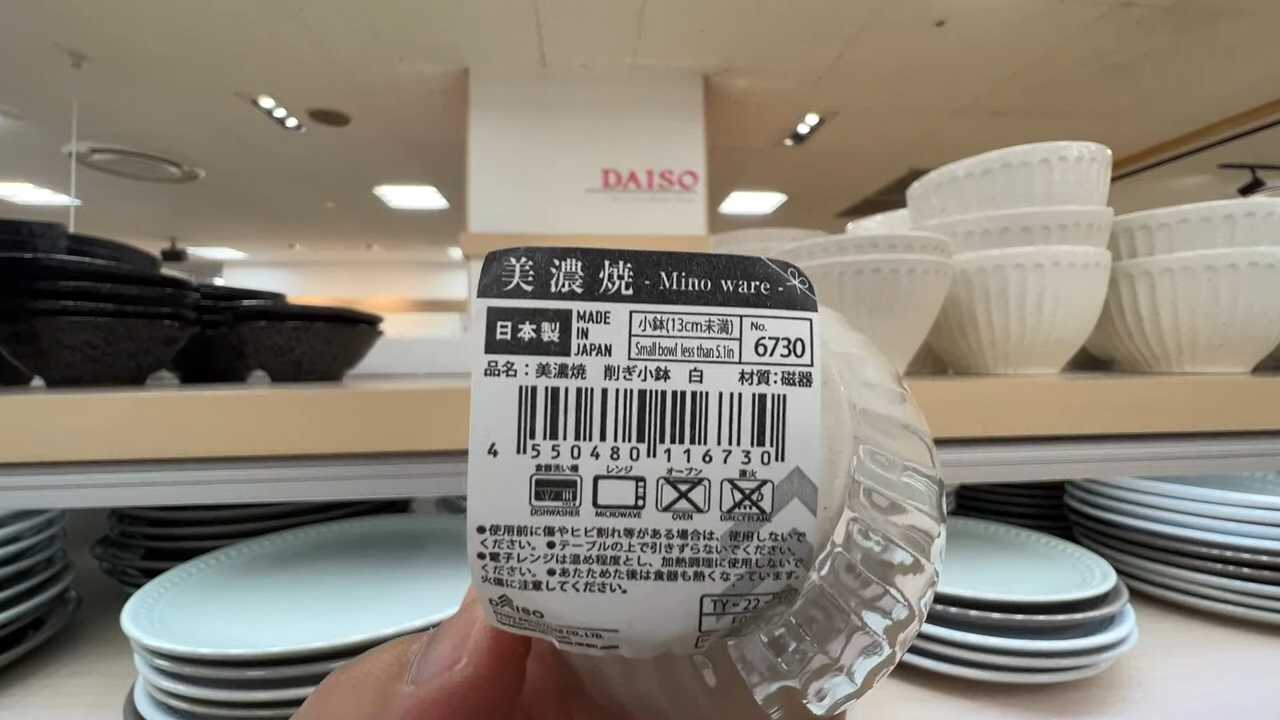 DAISO
美濃焼 - Mino ware -
日本製
MADE
IN
JAPAN
小鉢(13cm未満)
Small bowl less than 5.1in
No.
6730
品名:美濃焼 削ぎ小鉢 白 材質:磁器
4 550480 116730
食器洗い機 レンジ オーブン 直火
DISHWASHER MICROWAVE OVEN DIRECT FLAME
●使用前に傷やヒビ割れ等がある場合は、使用しないで
ください。●テーブルの上で引きずらないでください。
●電子レンジは温め程度とし、加熱調理に使用しないで
ください。●あたためた後は食器も熱くなっています。
火傷に注意してください。
DAISO
CO., LTD.
TY-22-